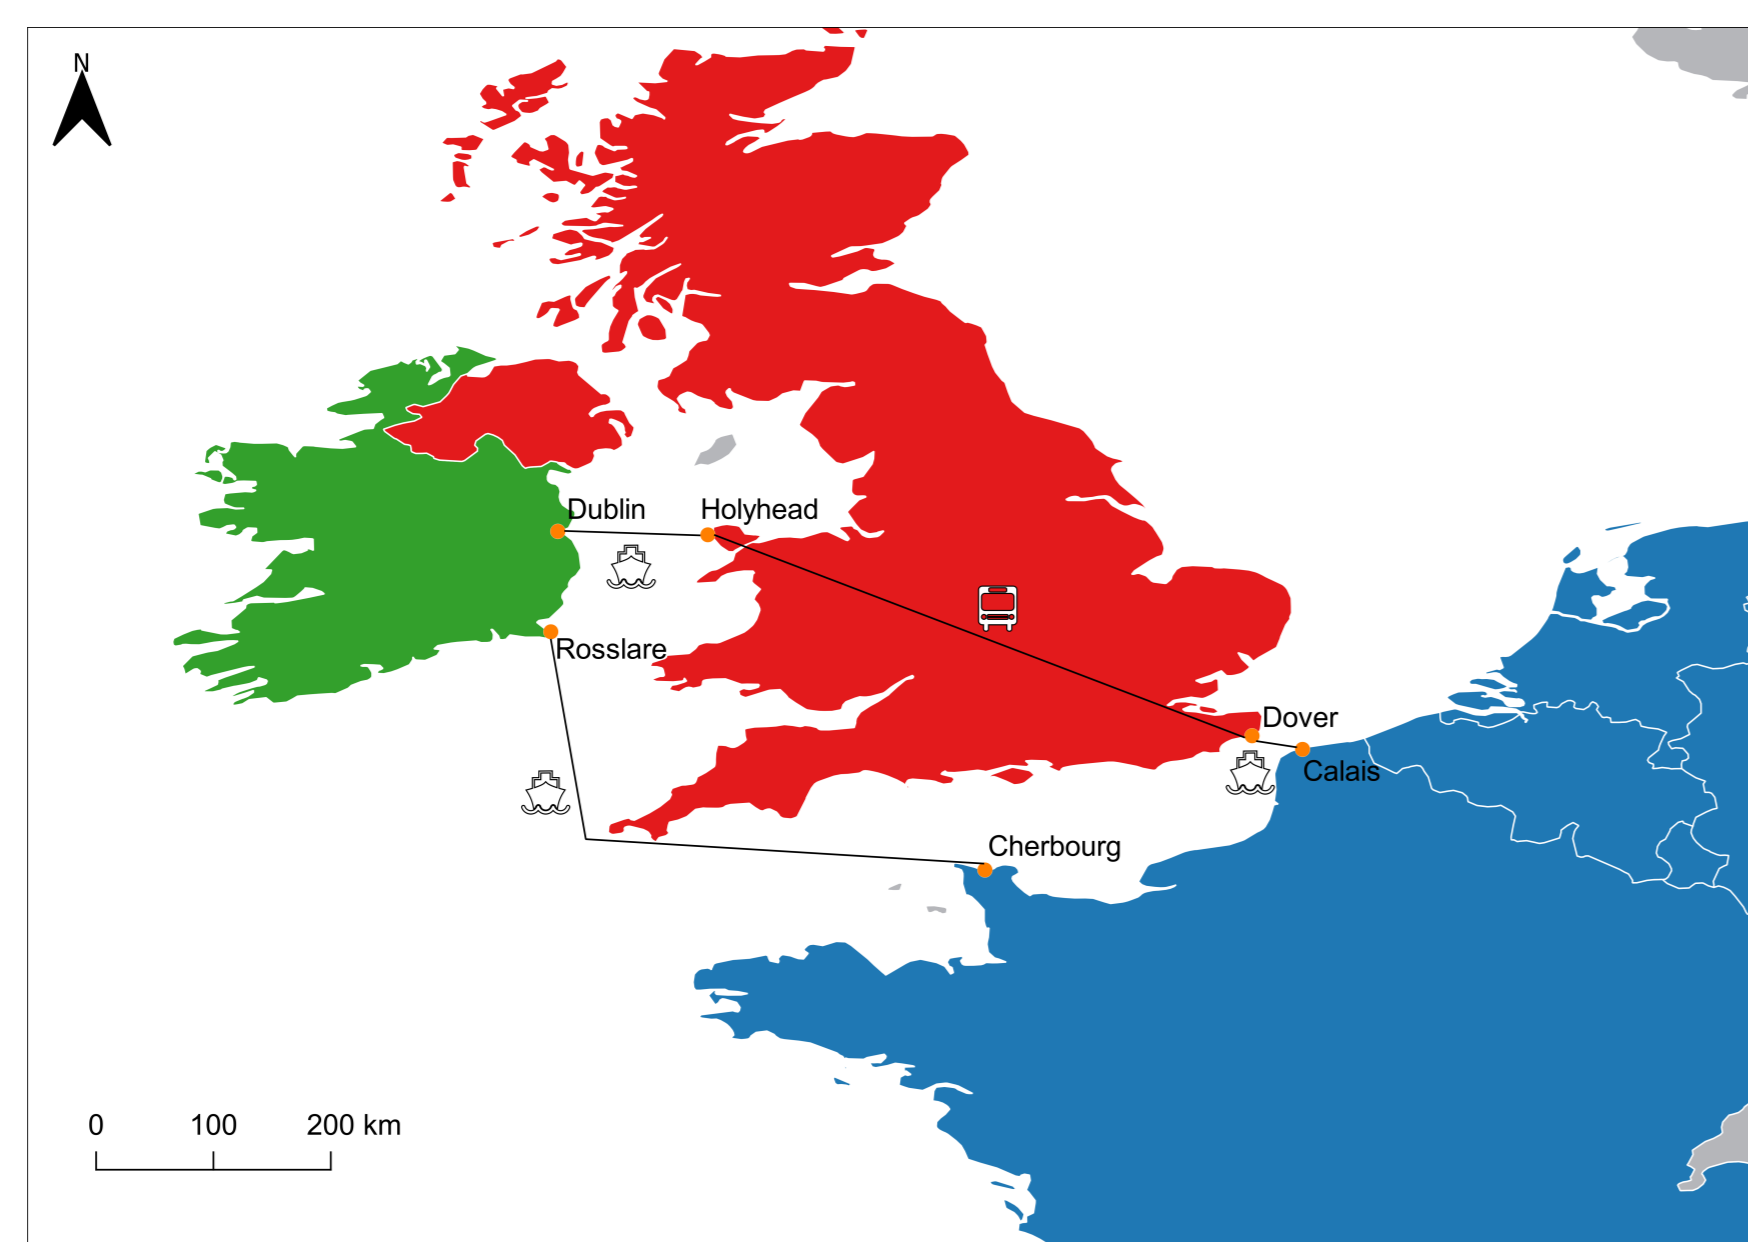 N
Dublin
Holyhead
Rosslare
Dover
Calais
Cherbourg
0 100 200 km